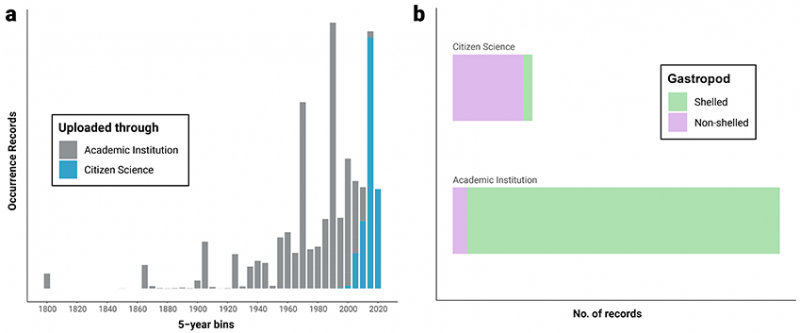 a
Occurrence Records
Uploaded through
Academic Institution
Citizen Science
1800 1820 1840 1860 1880 1900 1920 1940 1960 1980 2000 2020
5-year bins
b
Citizen Science
Gastropod
Shelled
Non-shelled
Academic Institution
No. of records